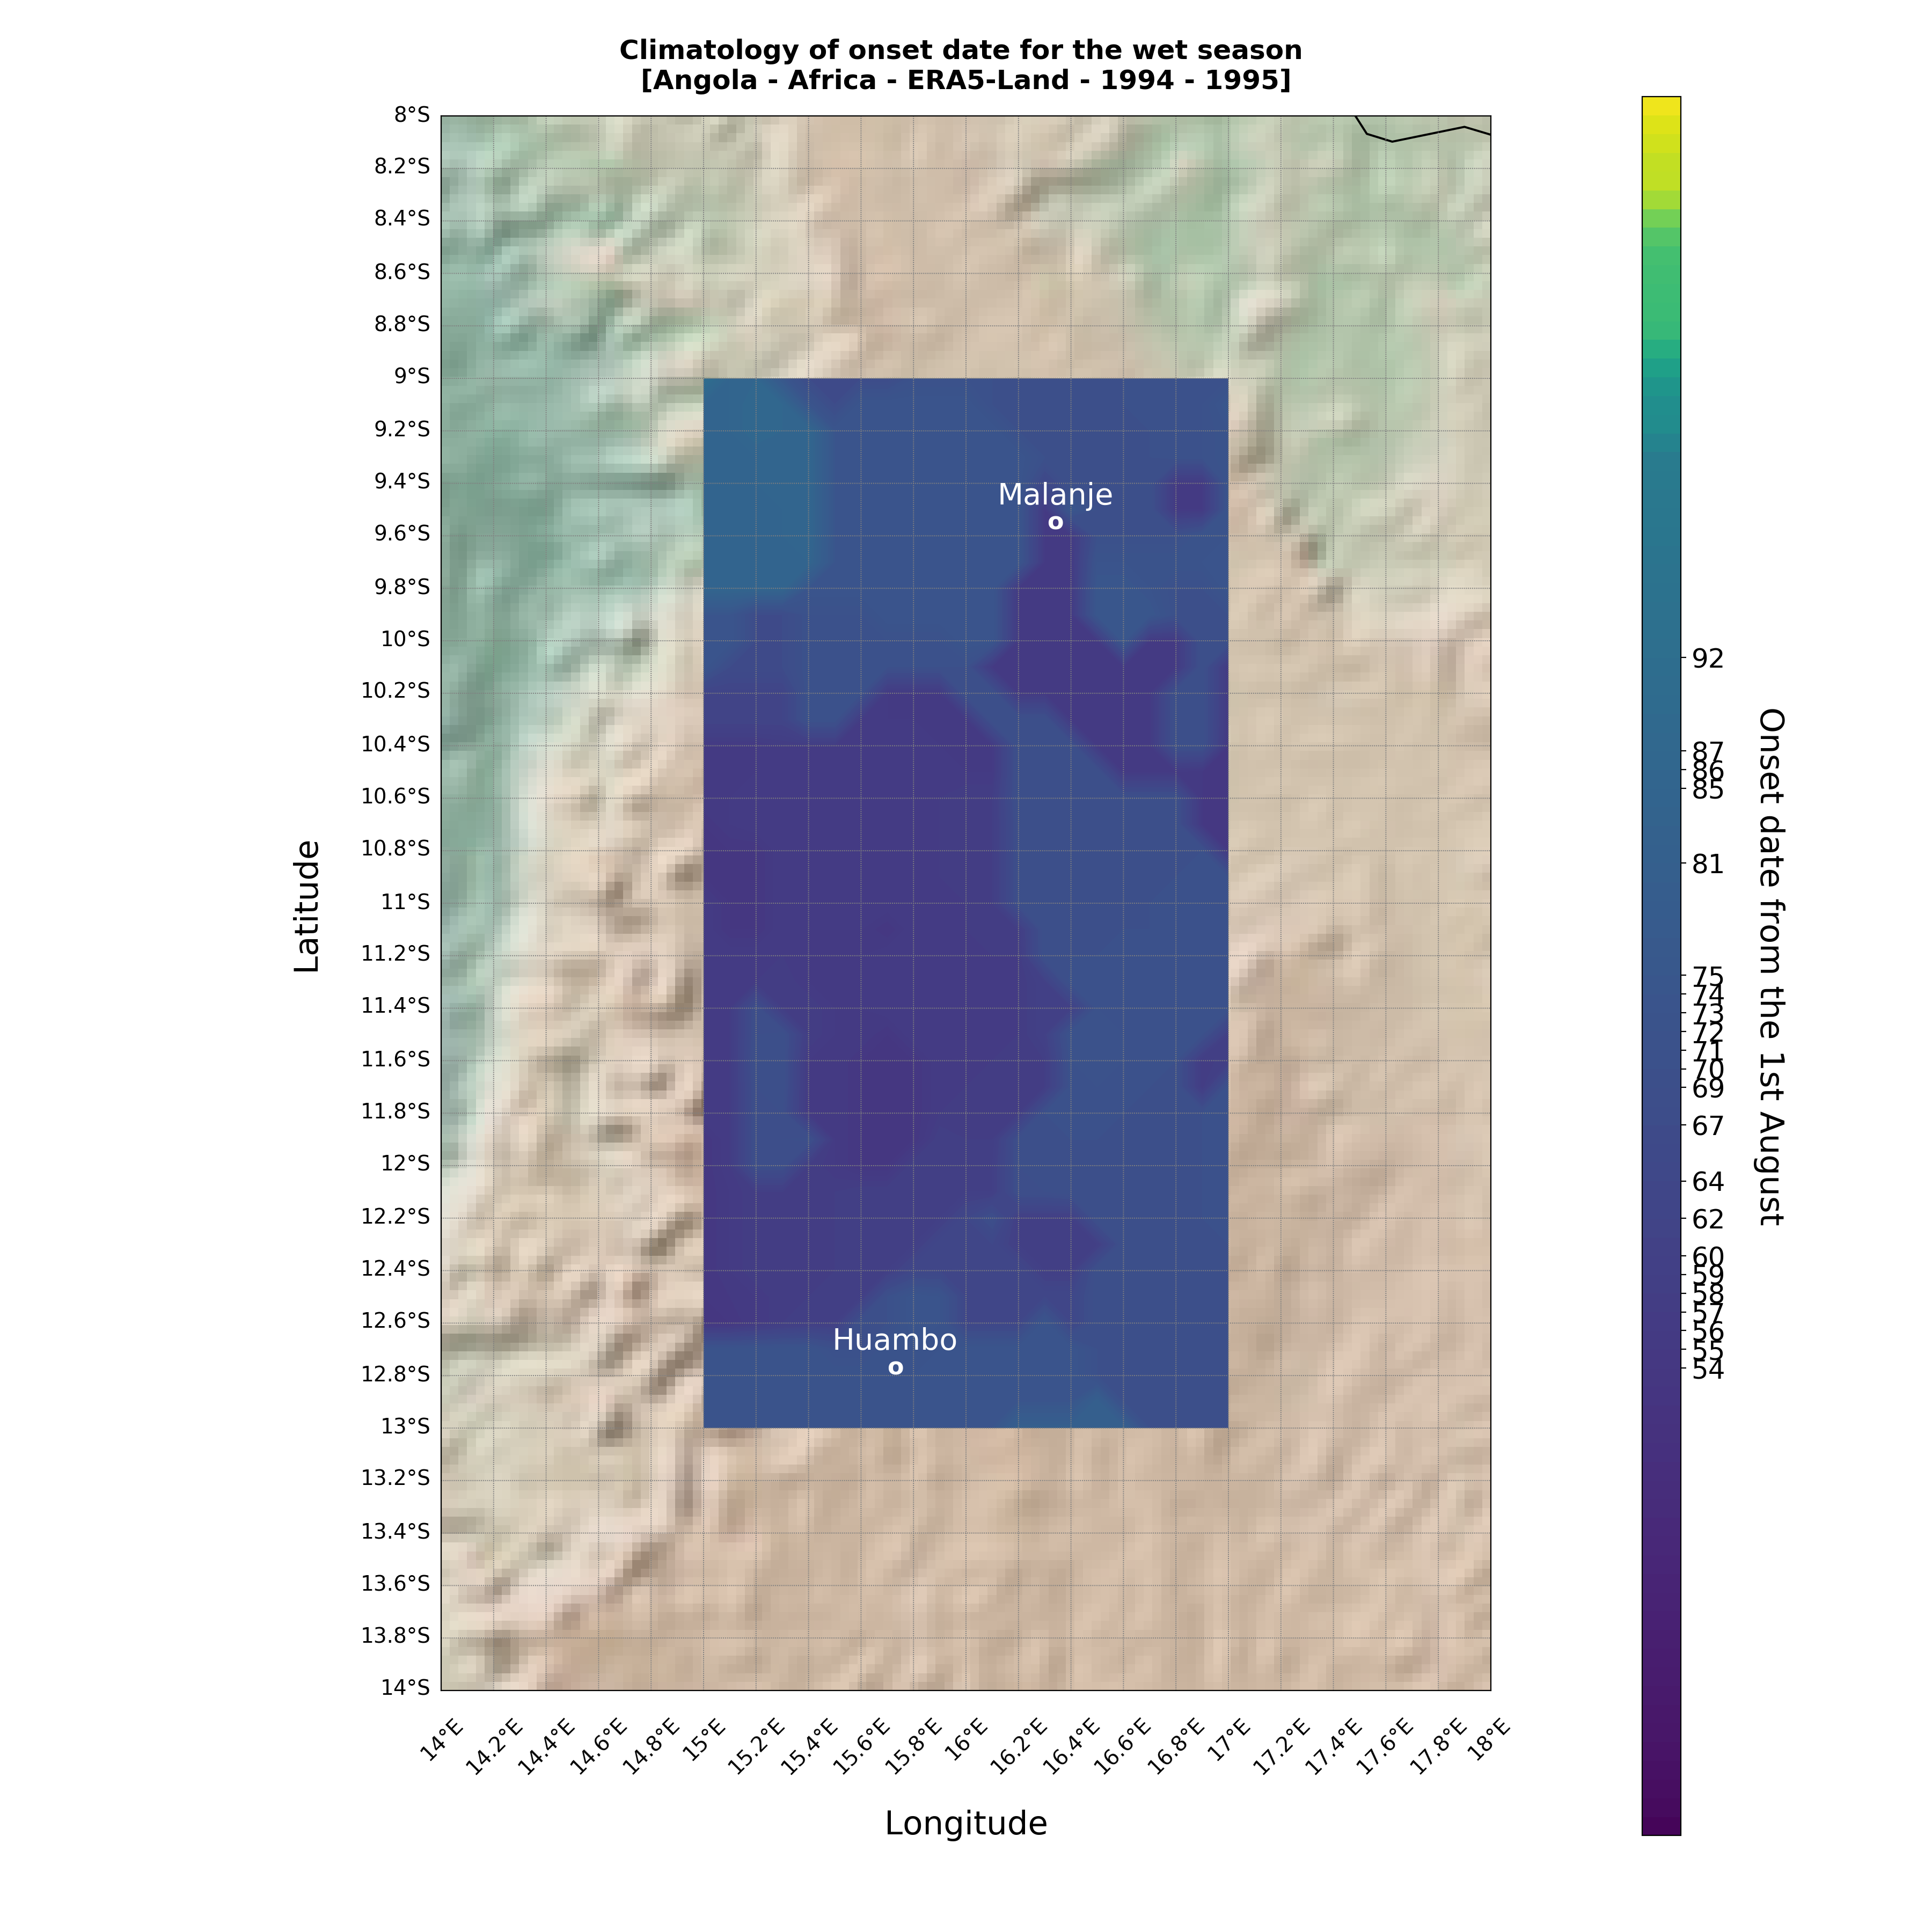 Climatology of onset date for the wet season
[Angola - Africa - ERA5-Land - 1994 - 1995]
8°S
8.2°S
8.4°S
8.6°S
8.8°S
9°S
9.2°S
9.4°S
9.6°S
9.8°S
10°S
10.2°S
10.4°S
10.6°S
10.8°S
11°S
11.2°S
11.4°S
11.6°S
11.8°S
12°S
12.2°S
12.4°S
12.6°S
12.8°S
13°S
13.2°S
13.4°S
13.6°S
13.8°S
14°S
Latitude
Malanje
Huambo
14°E
14.2°E
14.4°E
14.6°E
14.8°E
15°E
15.2°E
15.4°E
15.6°E
15.8°E
16°E
16.2°E
16.4°E
16.6°E
16.8°E
17°E
17.2°E
17.4°E
17.6°E
17.8°E
18°E
Longitude
92
87
86
85
81
75
74
73
72
71
70
69
67
64
62
60
59
58
57
56
55
54
Onset date from the 1st August